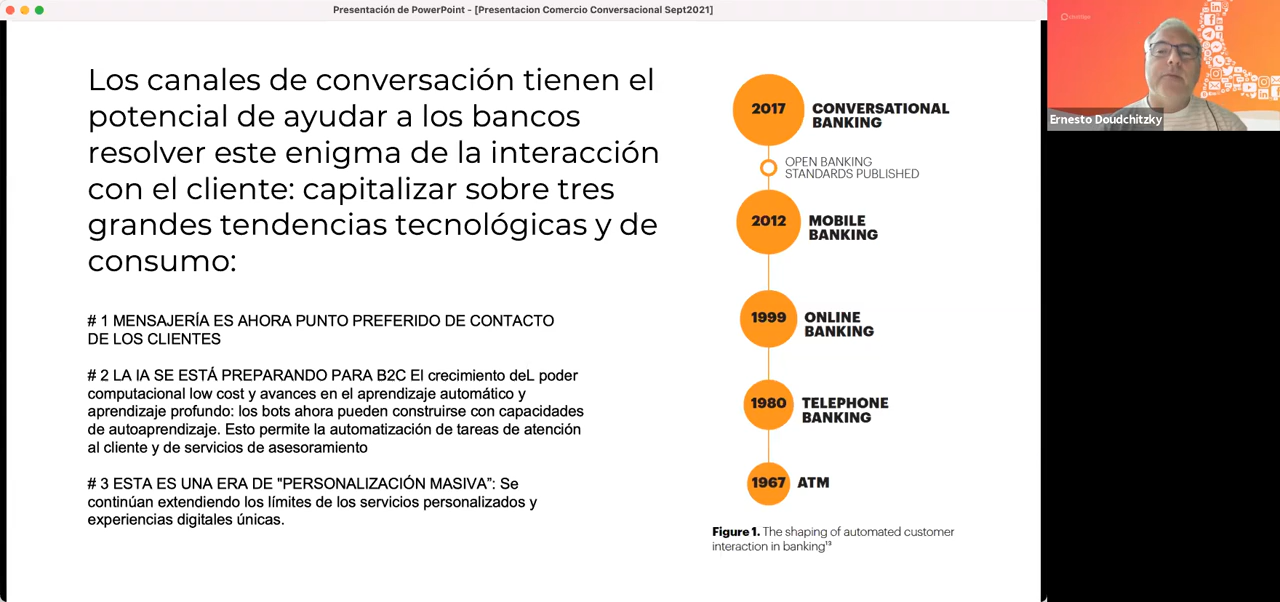 Presentación de PowerPoint - [Presentacion Comercio Conversacional Sept2021]
Los canales de conversación tienen el
potencial de ayudar a los bancos
resolver este enigma de la interacción
con el cliente: capitalizar sobre tres
grandes tendencias tecnológicas y de
consumo:
# 1 MENSAJERÍA ES AHORA PUNTO PREFERIDO DE CONTACTO
DE LOS CLIENTES
# 2 LA IA SE ESTÁ PREPARANDO PARA B2C El crecimiento deL poder
computacional low cost y avances en el aprendizaje automático y
aprendizaje profundo: los bots ahora pueden construirse con capacidades
de autoaprendizaje. Esto permite la automatización de tareas de atención
al cliente y de servicios de asesoramiento
# 3 ESTA ES UNA ERA DE "PERSONALIZACIÓN MASIVA”: Se
continúan extendiendo los límites de los servicios personalizados y
experiencias digitales únicas.
2017 CONVERSATIONAL
BANKING
OPEN BANKING
STANDARDS PUBLISHED
2012 MOBILE
BANKING
1999 ONLINE
BANKING
1980 TELEPHONE
BANKING
1967 ATM
Figure 1. The shaping of automated customer
interaction in banking¹³
Ernesto Doudchitzky